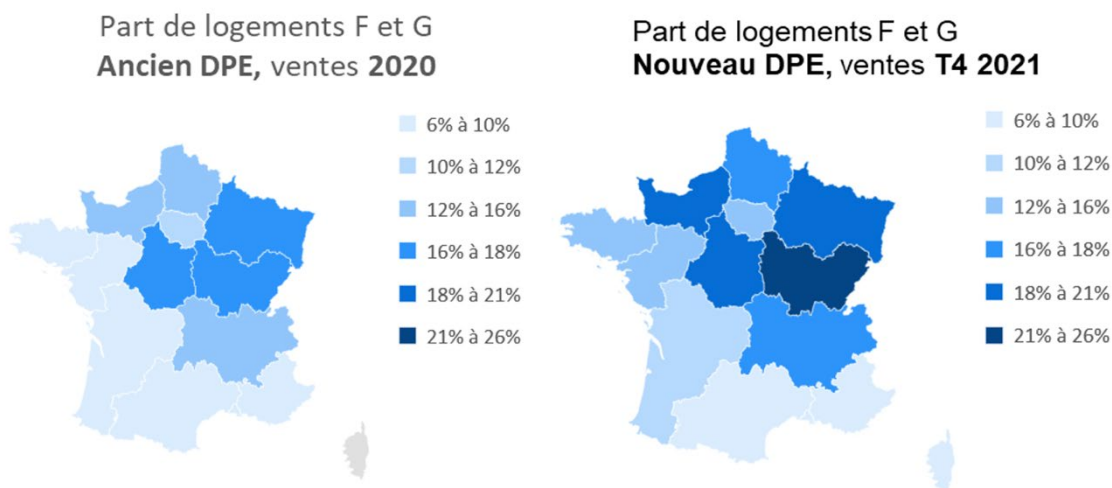 Part de logements F et G
Ancien DPE, ventes 2020
6% à 10%
10% à 12%
12% à 16%
16% à 18%
18% à 21%
21% à 26%
Part de logements F et G
Nouveau DPE, ventes T4 2021
6% à 10%
10% à 12%
12% à 16%
16% à 18%
18% à 21%
21% à 26%